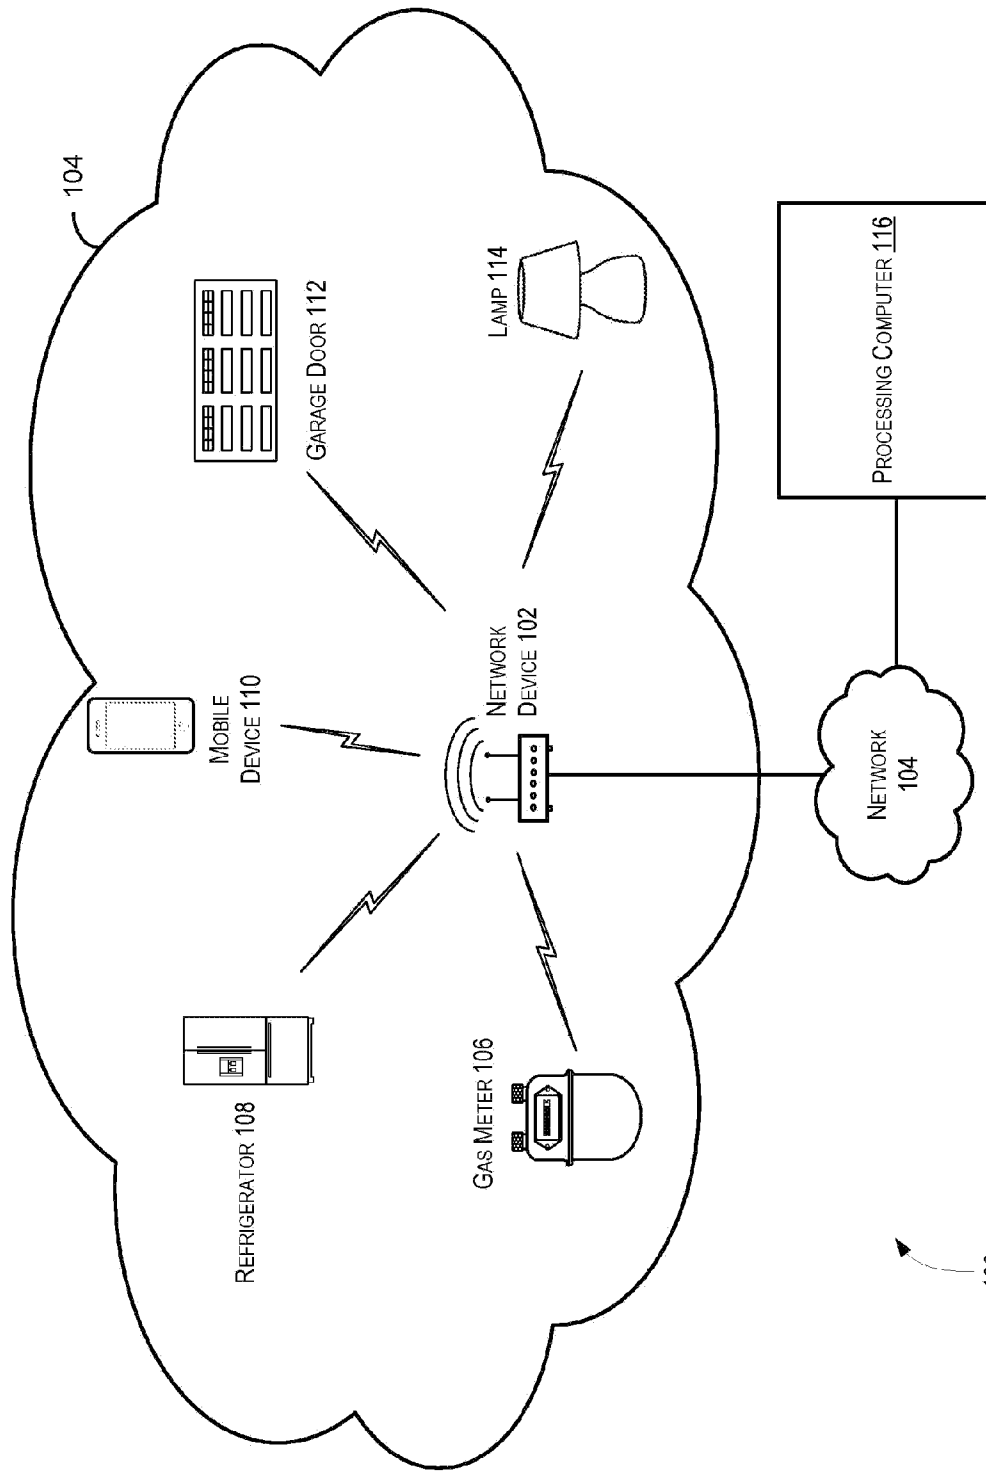 104
REFRIGERATOR 108
MOBILE
DEVICE 110
GARAGE DOOR 112
GAS METER 106
NETWORK
DEVICE 102
LAMP 114
NETWORK
104
PROCESSING COMPUTER 116